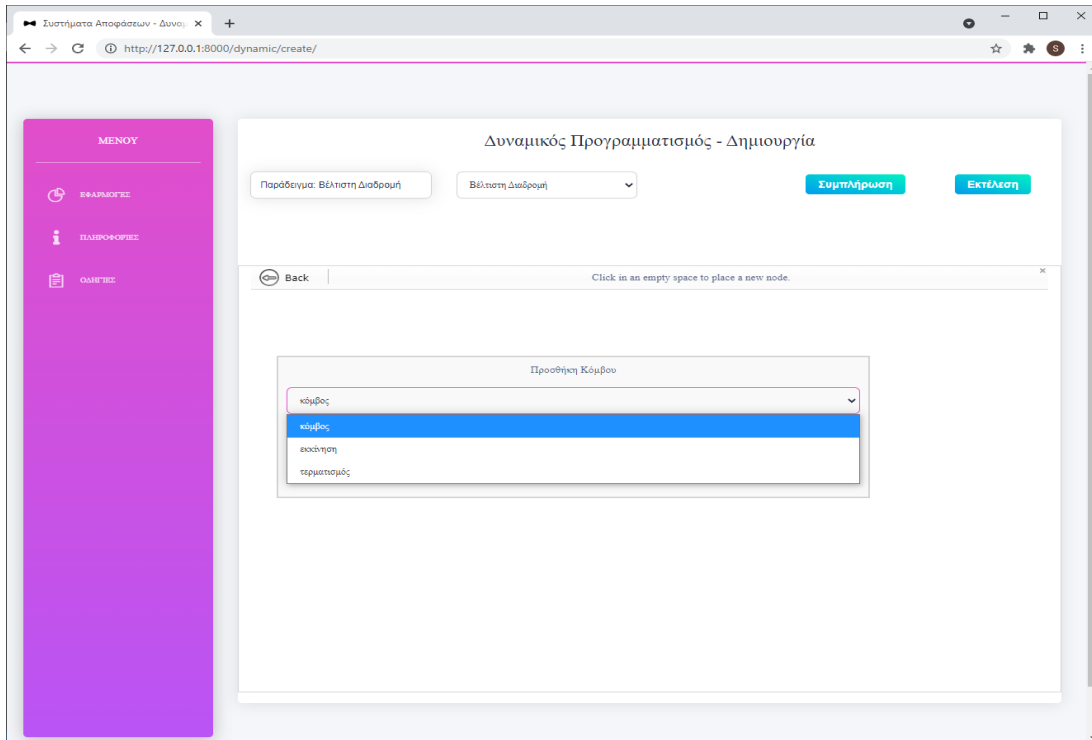 Συστήματα Αποφάσεων - Δυναμ
http://127.0.0.1:8000/dynamic/create/
S
ΜΕΝΟΥ
ΕΦΑΡΜΟΓΕΣ
ΠΛΗΡΟΦΟΡΙΕΣ
ΟΔΗΓΙΕΣ
Δυναμικός Προγραμματισμός - Δημιουργία
Παράδειγμα: Βέλτιστη Διαδρομή
Βέλτιστη Διαδρομή
Συμπλήρωση
Εκτέλεση
Back
Click in an empty space to place a new node.
Προσθήκη Κόμβου
κόμβος
κόμβος
εκκίνηση
τερματισμός